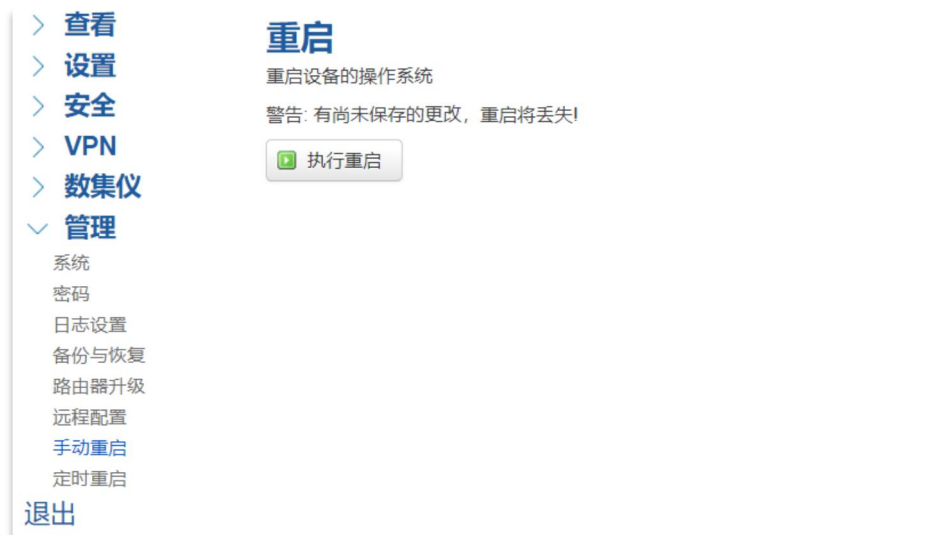 查看
设置
安全
VPN
数集仪
管理
系统
密码
日志设置
备份与恢复
路由器升级
远程配置
手动重启
定时重启
退出
重启
重启设备的操作系统
警告: 有尚未保存的更改，重启将丢失!
执行重启